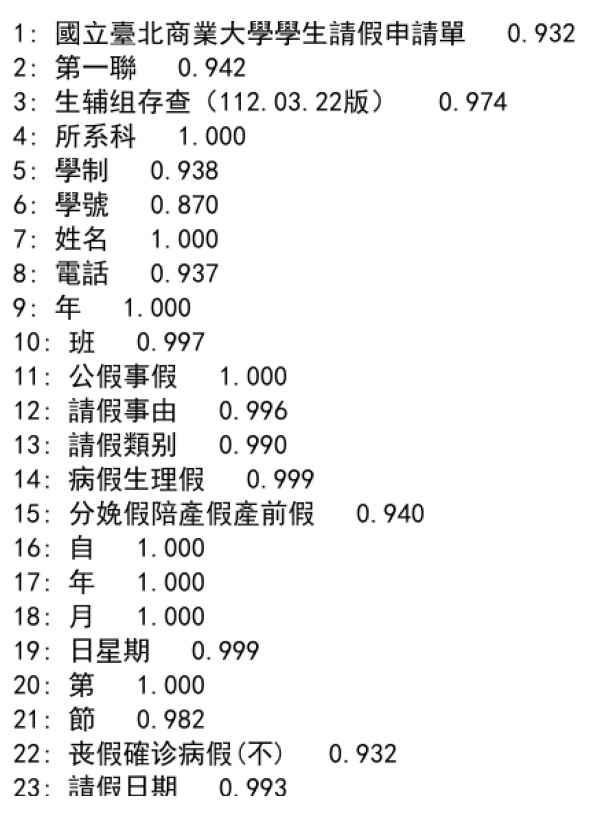 1: 國立臺北商業大學學生請假申請單 0.932
2: 第一聯 0.942
3: 生辅组存查（112.03.22版） 0.974
4: 所系科 1.000
5: 學制 0.938
6: 學號 0.870
7: 姓名 1.000
8: 電話 0.937
9: 年 1.000
10: 班 0.997
11: 公假事假 1.000
12: 請假事由 0.996
13: 請假類别 0.990
14: 病假生理假 0.999
15: 分娩假陪產假產前假 0.940
16: 自 1.000
17: 年 1.000
18: 月 1.000
19: 日星期 0.999
20: 第 1.000
21: 節 0.982
22: 丧假確诊病假(不) 0.932
23: 請假日期 0.993